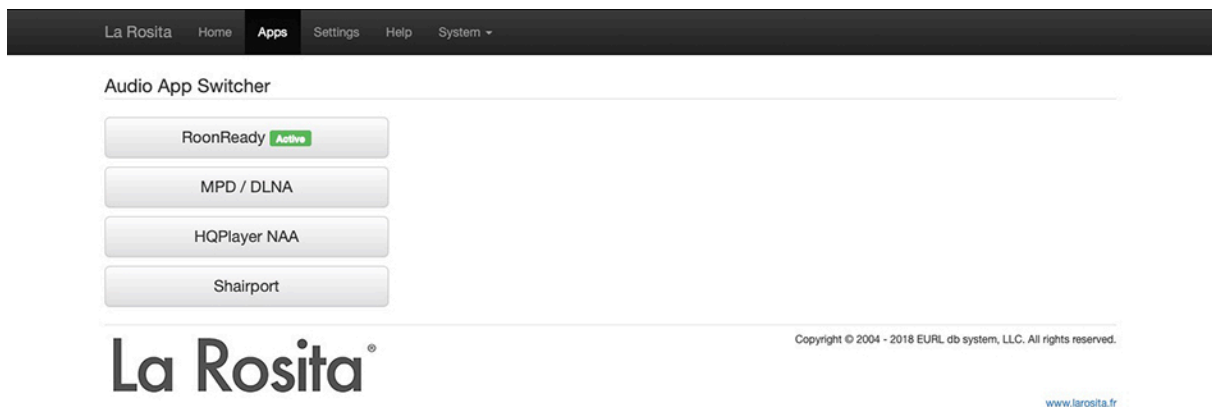 La Rosita Home Apps Settings Help System
Audio App Switcher
RoonReady Active
MPD / DLNA
HQPlayer NAA
Shairport
La Rosita®
Copyright © 2004 - 2018 EURL db system, LLC. All rights reserved.
www.larosita.fr